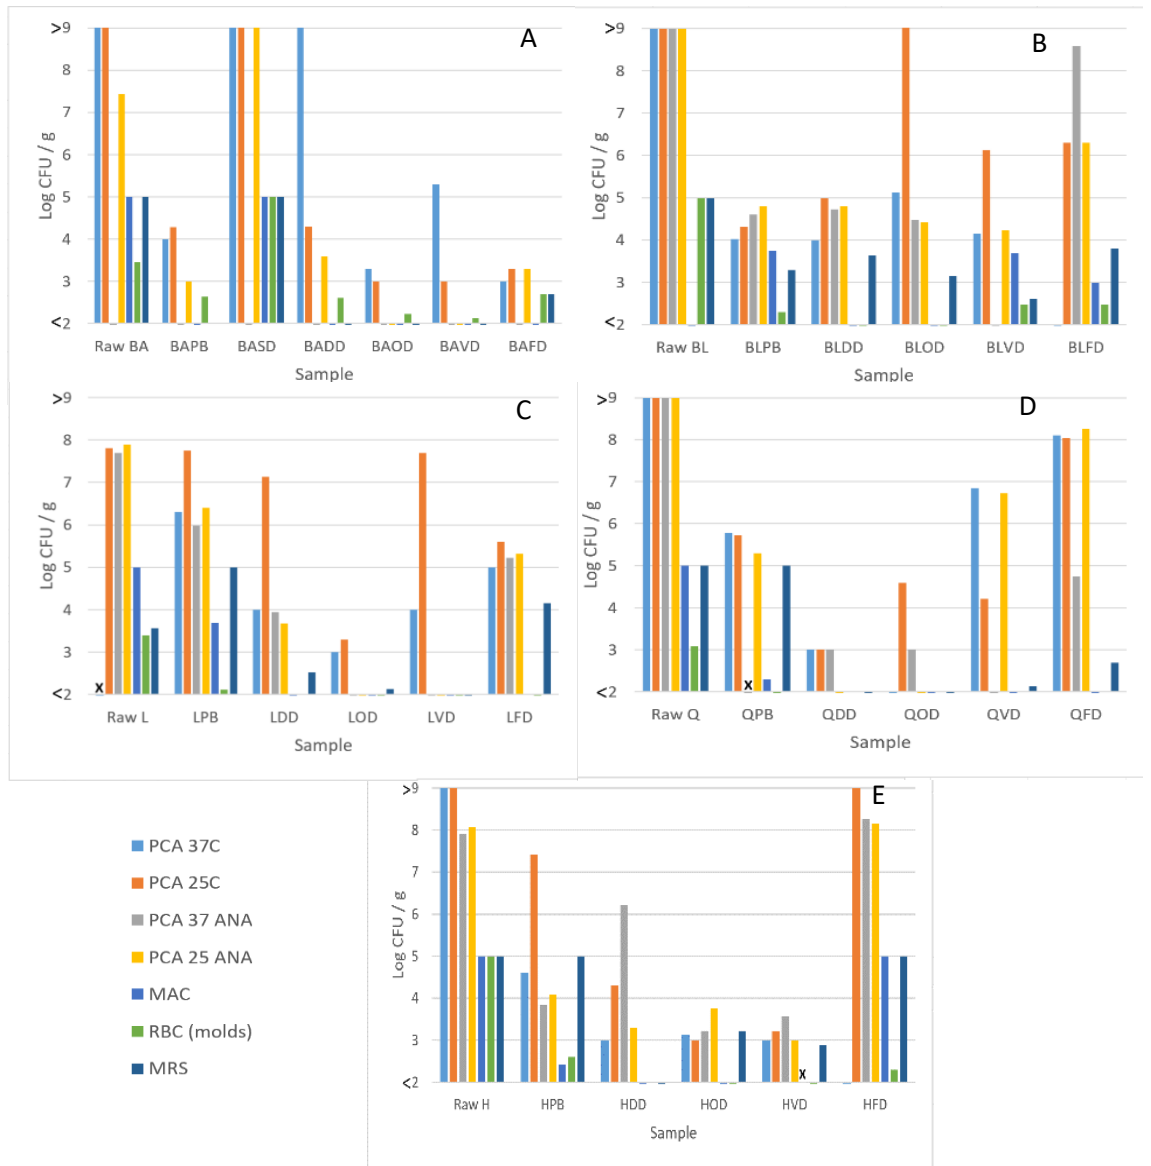 A
>9
8
7
6
5
4
3
<2
Log CFU / g
Raw BA BAPB BASD BADD BAOD BAVD BAFD
Sample
B
>9
8
7
6
5
4
3
<2
Log CFU / g
Raw BL BLPB BLDD BLOD BLVD BLFD
Sample
C
>9
8
7
6
5
4
3
<2
Log CFU / g
x
Raw L LPB LDD LOD LVD LFD
Sample
D
>9
8
7
6
5
4
3
<2
Log CFU / g
x
Raw Q QPB QDD QOD QVD QFD
Sample
PCA 37C
PCA 25C
PCA 37 ANA
PCA 25 ANA
MAC
RBC (molds)
MRS
E
>9
8
7
6
5
4
3
<2
Log CFU / g
x
Raw H HPB HDD HOD HVD HFD
Sample